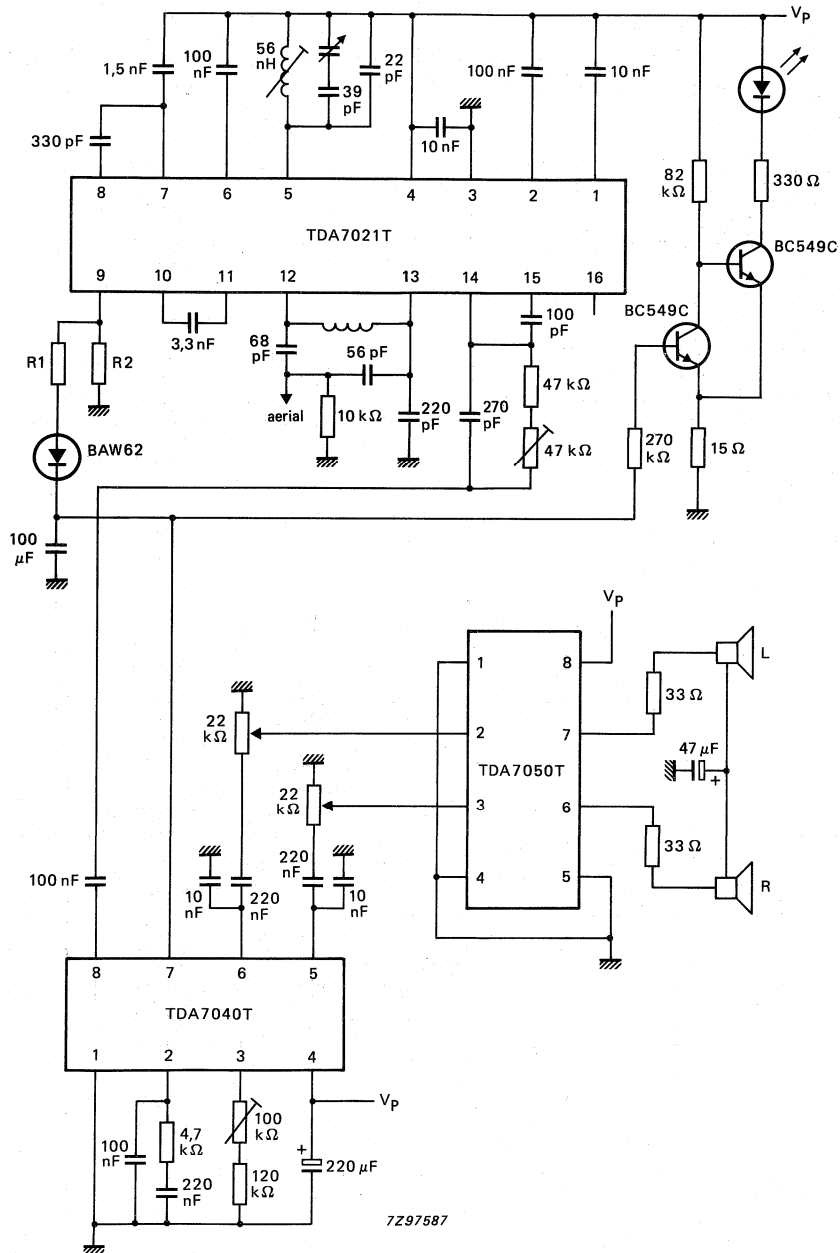 Vp
1,5 nF
100 nF
56 nH
39 pF
22 pF
100 nF
10 nF
10 nF
330 pF
82 kΩ
330 Ω
8 7 6 5 4 3 2 1
TDA7021T
9 10 11 12 13 14 15 16
BC549C
BC549C
R1
R2
3,3 nF
68 pF
56 pF
100 pF
aerial
10 kΩ
220 pF
270 pF
47 kΩ
47 kΩ
270 kΩ
15 Ω
BAW62
100 µF
Vp
1 8
2 7
TDA7050T
3 6
4 5
33 Ω
L
47 µF
+
33 Ω
R
22 kΩ
22 kΩ
100 nF
10 nF
220 nF
220 nF
10 nF
8 7 6 5
TDA7040T
1 2 3 4
Vp
100 nF
4,7 kΩ
220 nF
100 kΩ
120 kΩ
+
220 µF
7Z97587